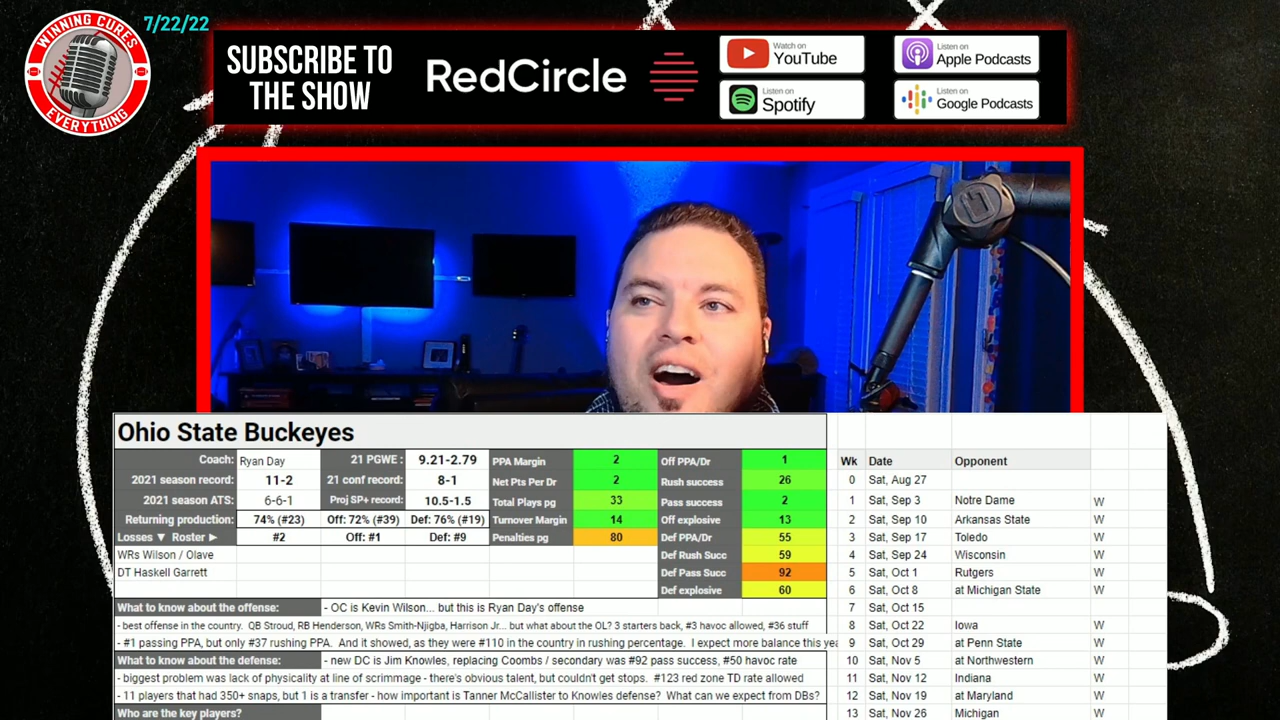 WINNING CURES
EVERYTHING
7/22/22
SUBSCRIBE TO
THE SHOW
RedCircle
Watch on
YouTube
Listen on
Spotify
Listen on
Apple Podcasts
Listen on
Google Podcasts
Ohio State Buckeyes
Coach: Ryan Day 21 PGWE : 9.21-2.79 PPA Margin 2 Off PPA/Dr 1
2021 season record: 11-2 21 conf record: 8-1 Net Pts Per Dr 2 Rush success 26
2021 season ATS: 6-6-1 Proj SP+ record: 10.5-1.5 Total Plays pg 33 Pass success 2
Returning production: 74% (#23) Off: 72% (#39) Def: 76% (#19) Turnover Margin 14 Off explosive 13
Losses ▼ Roster ► #2 Off: #1 Def: #9 Penalties pg 80 Def PPA/Dr 55
WRs Wilson / Olave Def Rush Succ 59
DT Haskell Garrett Def Pass Succ 92
Def explosive 60
What to know about the offense: - OC is Kevin Wilson... but this is Ryan Day's offense
- best offense in the country. QB Stroud, RB Henderson, WRs Smith-Njigba, Harrison Jr... but what about the OL? 3 starters back, #3 havoc allowed, #36 stuff
- #1 passing PPA, but only #37 rushing PPA. And it showed, as they were #110 in the country in rushing percentage. I expect more balance this yea
What to know about the defense: - new DC is Jim Knowles, replacing Coombs / secondary was #92 pass success, #50 havoc rate
- biggest problem was lack of physicality at line of scrimmage - there's obvious talent, but couldn't get stops. #123 red zone TD rate allowed
- 11 players that had 350+ snaps, but 1 is a transfer - how important is Tanner McCallister to Knowles defense? What can we expect from DBs?
Who are the key players?
Wk Date Opponent
0 Sat, Aug 27
1 Sat, Sep 3 Notre Dame W
2 Sat, Sep 10 Arkansas State W
3 Sat, Sep 17 Toledo W
4 Sat, Sep 24 Wisconsin W
5 Sat, Oct 1 Rutgers W
6 Sat, Oct 8 at Michigan State W
7 Sat, Oct 15
8 Sat, Oct 22 Iowa W
9 Sat, Oct 29 at Penn State W
10 Sat, Nov 5 at Northwestern W
11 Sat, Nov 12 Indiana W
12 Sat, Nov 19 at Maryland W
13 Sat, Nov 26 Michigan W